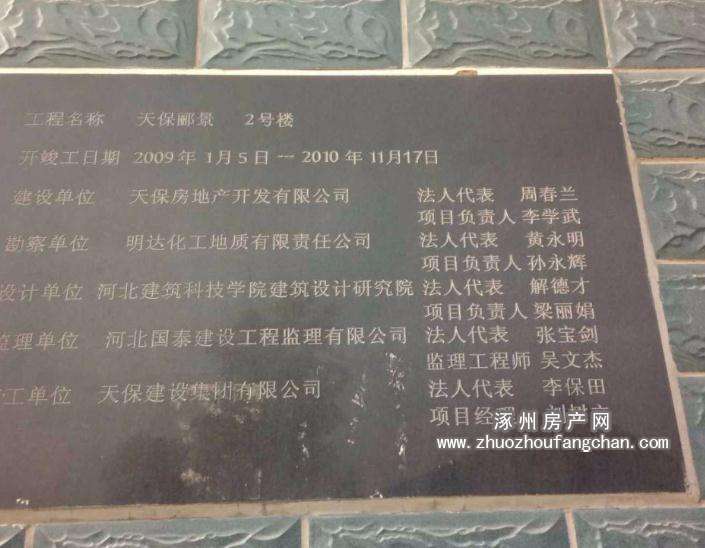 工程名称 天保郦景 2号楼
开竣工日期 2009年1月5日一2010年11月17日
建设单位 天保房地产开发有限公司 法人代表 周春兰
项目负责人 李学武
勘察单位 明达化工地质有限责任公司 法人代表 黄永明
项目负责人 孙永辉
设计单位 河北建筑科技学院建筑设计研究院 法人代表 解德才
项目负责人 梁丽娟
监理单位 河北国泰建设工程监理有限公司 法人代表 张宝剑
监理工程师 吴文杰
工单位 天保建设集团有限公司 法人代表 李保田
项目经理
涿州房产网
www.zhuozhoufangchan.com